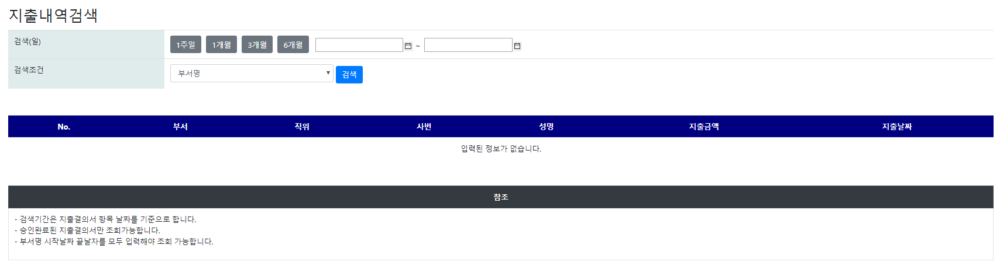 지출내역검색
검색(일) 1주일 1개월 3개월 6개월 ~
검색조건 부서명 검색
No. 부서 직위 사번 성명 지출금액 지출날짜
입력된 정보가 없습니다.
참조
- 검색기간은 지출결의서 항목 날짜를 기준으로 합니다.
- 승인완료된 지출결의서만 조회가능합니다.
- 부서명 시작날짜 끝날자를 모두 입력해야 조회 가능합니다.